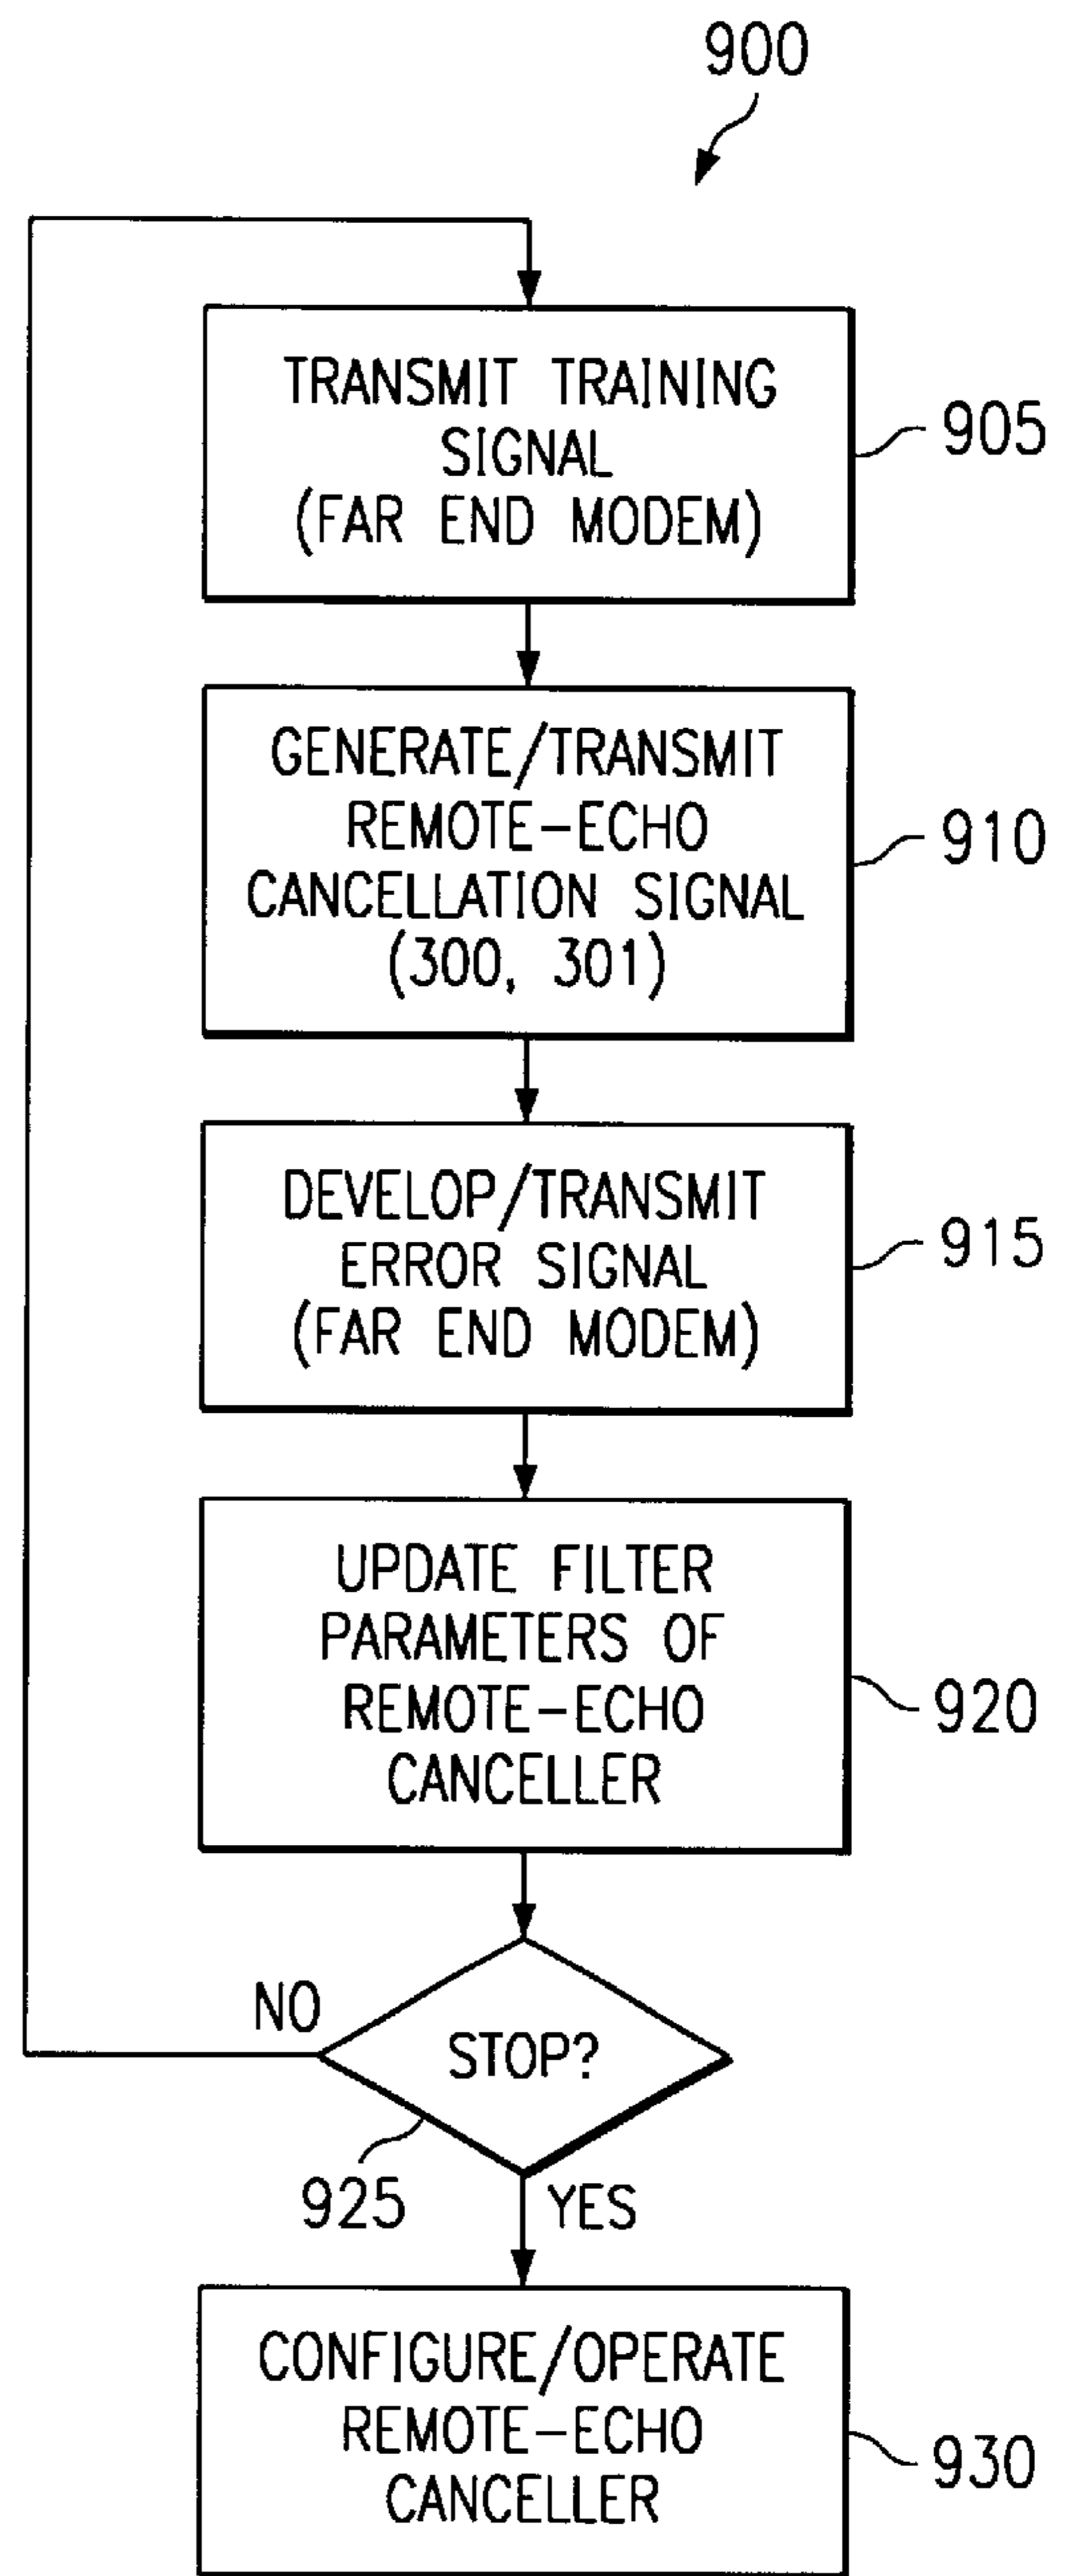 900
TRANSMIT TRAINING
SIGNAL
(FAR END MODEM)
905
GENERATE/TRANSMIT
REMOTE-ECHO
CANCELLATION SIGNAL
(300, 301)
910
DEVELOP/TRANSMIT
ERROR SIGNAL
(FAR END MODEM)
915
UPDATE FILTER
PARAMETERS OF
REMOTE-ECHO
CANCELLER
920
NO
STOP?
925
YES
CONFIGURE/OPERATE
REMOTE-ECHO
CANCELLER
930